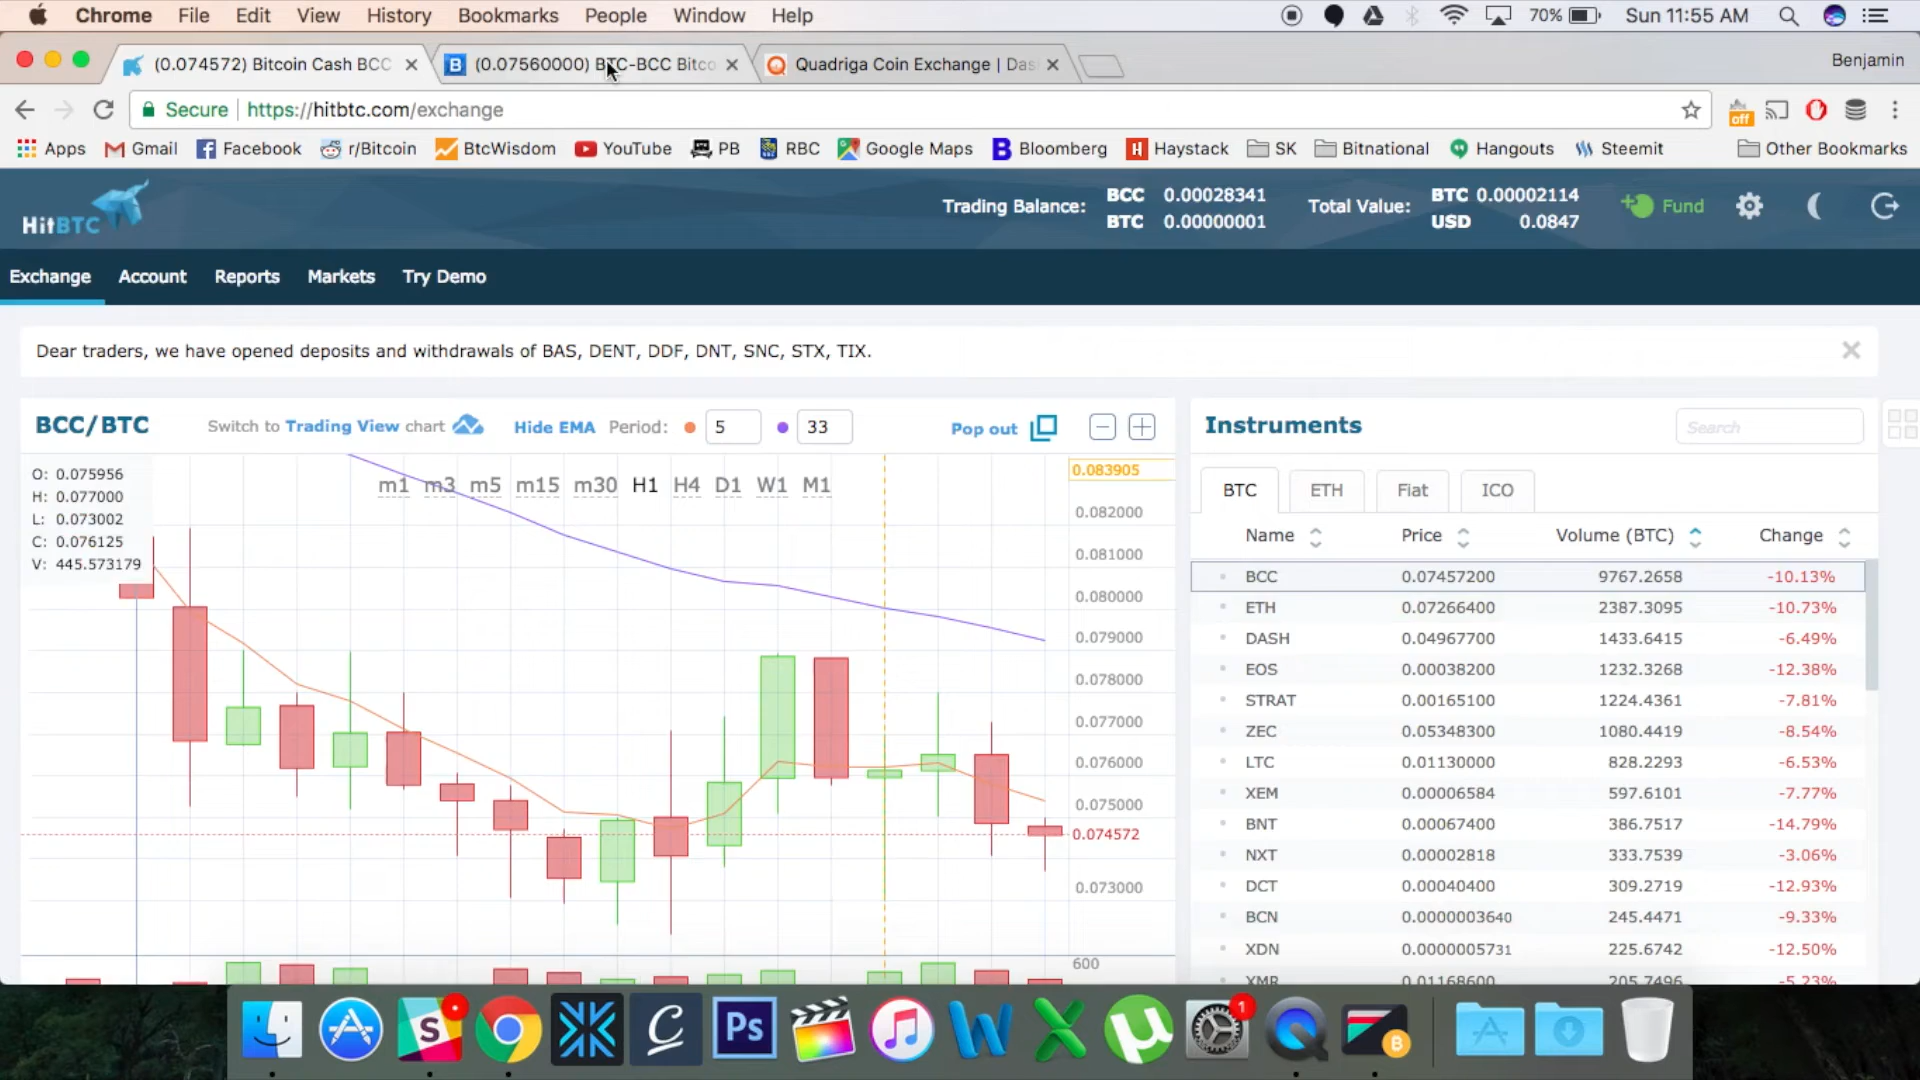 Chrome File Edit View History Bookmarks People Window Help 70% Sun 11:55 AM
(0.074572) Bitcoin Cash BCC (0.07560000) BTC-BCC Bitco Quadriga Coin Exchange | Das Benjamin
Secure https://hitbtc.com/exchange off
Apps Gmail Facebook r/Bitcoin BtcWisdom YouTube PB RBC Google Maps Bloomberg Haystack SK Bitnational Hangouts Steemit Other Bookmarks
HitBTC
Trading Balance: BCC 0.00028341 Total Value: BTC 0.00002114 Fund
BTC 0.00000001 USD 0.0847
Exchange Account Reports Markets Try Demo
Dear traders, we have opened deposits and withdrawals of BAS, DENT, DDF, DNT, SNC, STX, TIX.
BCC/BTC Switch to Trading View chart Hide EMA Period: 5 33 Pop out
O: 0.075956
H: 0.077000
L: 0.073002
C: 0.076125
V: 445.573179
m1 m3 m5 m15 m30 H1 H4 D1 W1 M1
0.083905
0.082000
0.081000
0.080000
0.079000
0.078000
0.077000
0.076000
0.075000
0.074572
0.073000
600
Instruments Search
BTC ETH Fiat ICO
Name Price Volume (BTC) Change
BCC 0.07457200 9767.2658 -10.13%
ETH 0.07266400 2387.3095 -10.73%
DASH 0.04967700 1433.6415 -6.49%
EOS 0.00038200 1232.3268 -12.38%
STRAT 0.00165100 1224.4361 -7.81%
ZEC 0.05348300 1080.4419 -8.54%
LTC 0.01130000 828.2293 -6.53%
XEM 0.00006584 597.6101 -7.77%
BNT 0.00067400 386.7517 -14.79%
NXT 0.00002818 333.7539 -3.06%
DCT 0.00040400 309.2719 -12.93%
BCN 0.0000003640 245.4471 -9.33%
XDN 0.0000005731 225.6742 -12.50%
XMR 0.01168600 205.7496 -5.23%
S C Ps W X µ 1